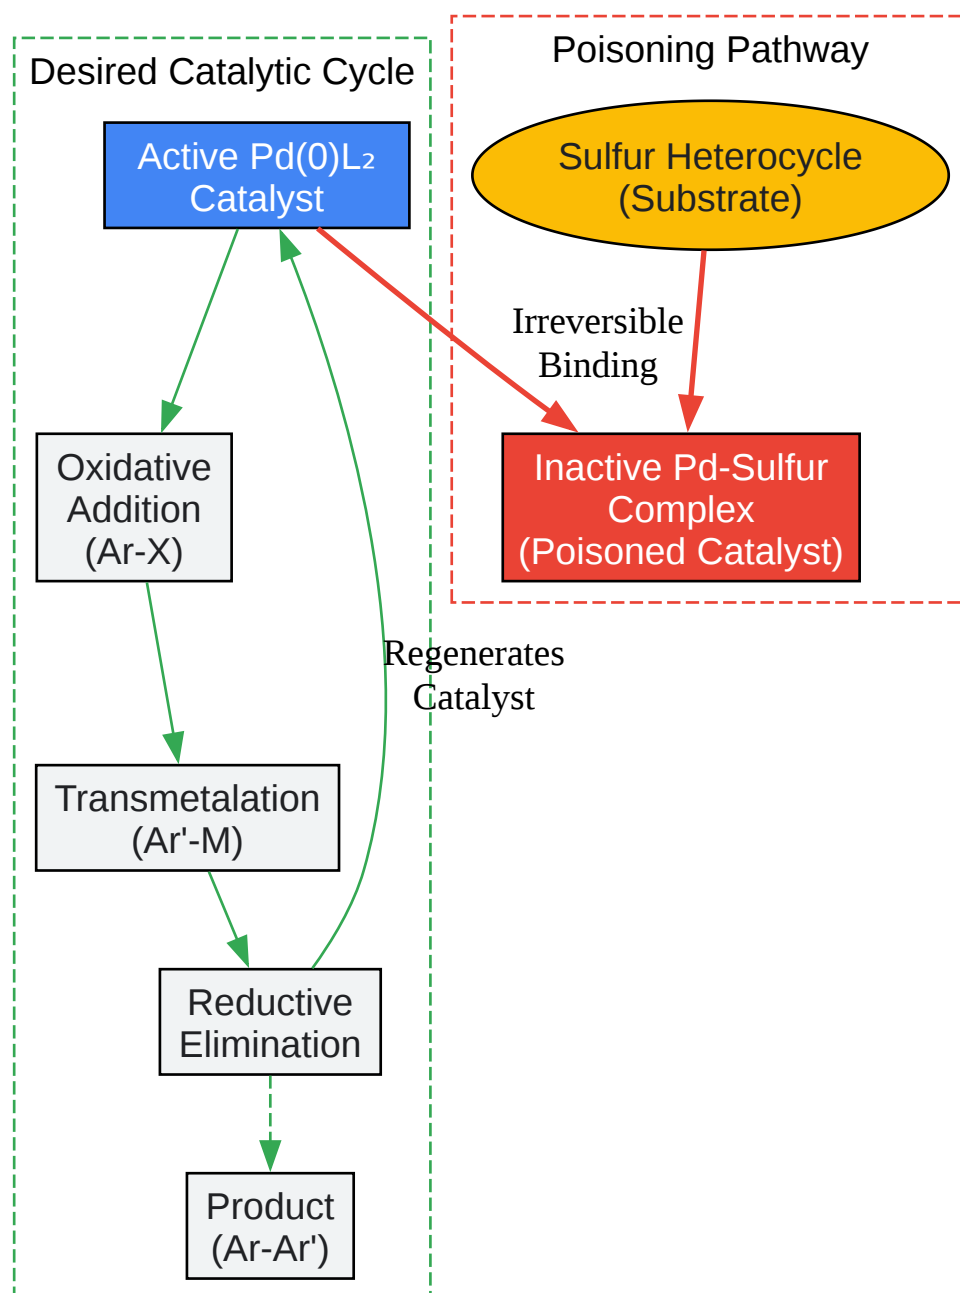 Desired Catalytic Cycle
Active Pd(0)L₂
Catalyst
Oxidative
Addition
(Ar-X)
Transmetalation
(Ar'-M)
Reductive
Elimination
Product
(Ar-Ar')
Regenerates
Catalyst
Poisoning Pathway
Sulfur Heterocycle
(Substrate)
Irreversible
Binding
Inactive Pd-Sulfur
Complex
(Poisoned Catalyst)